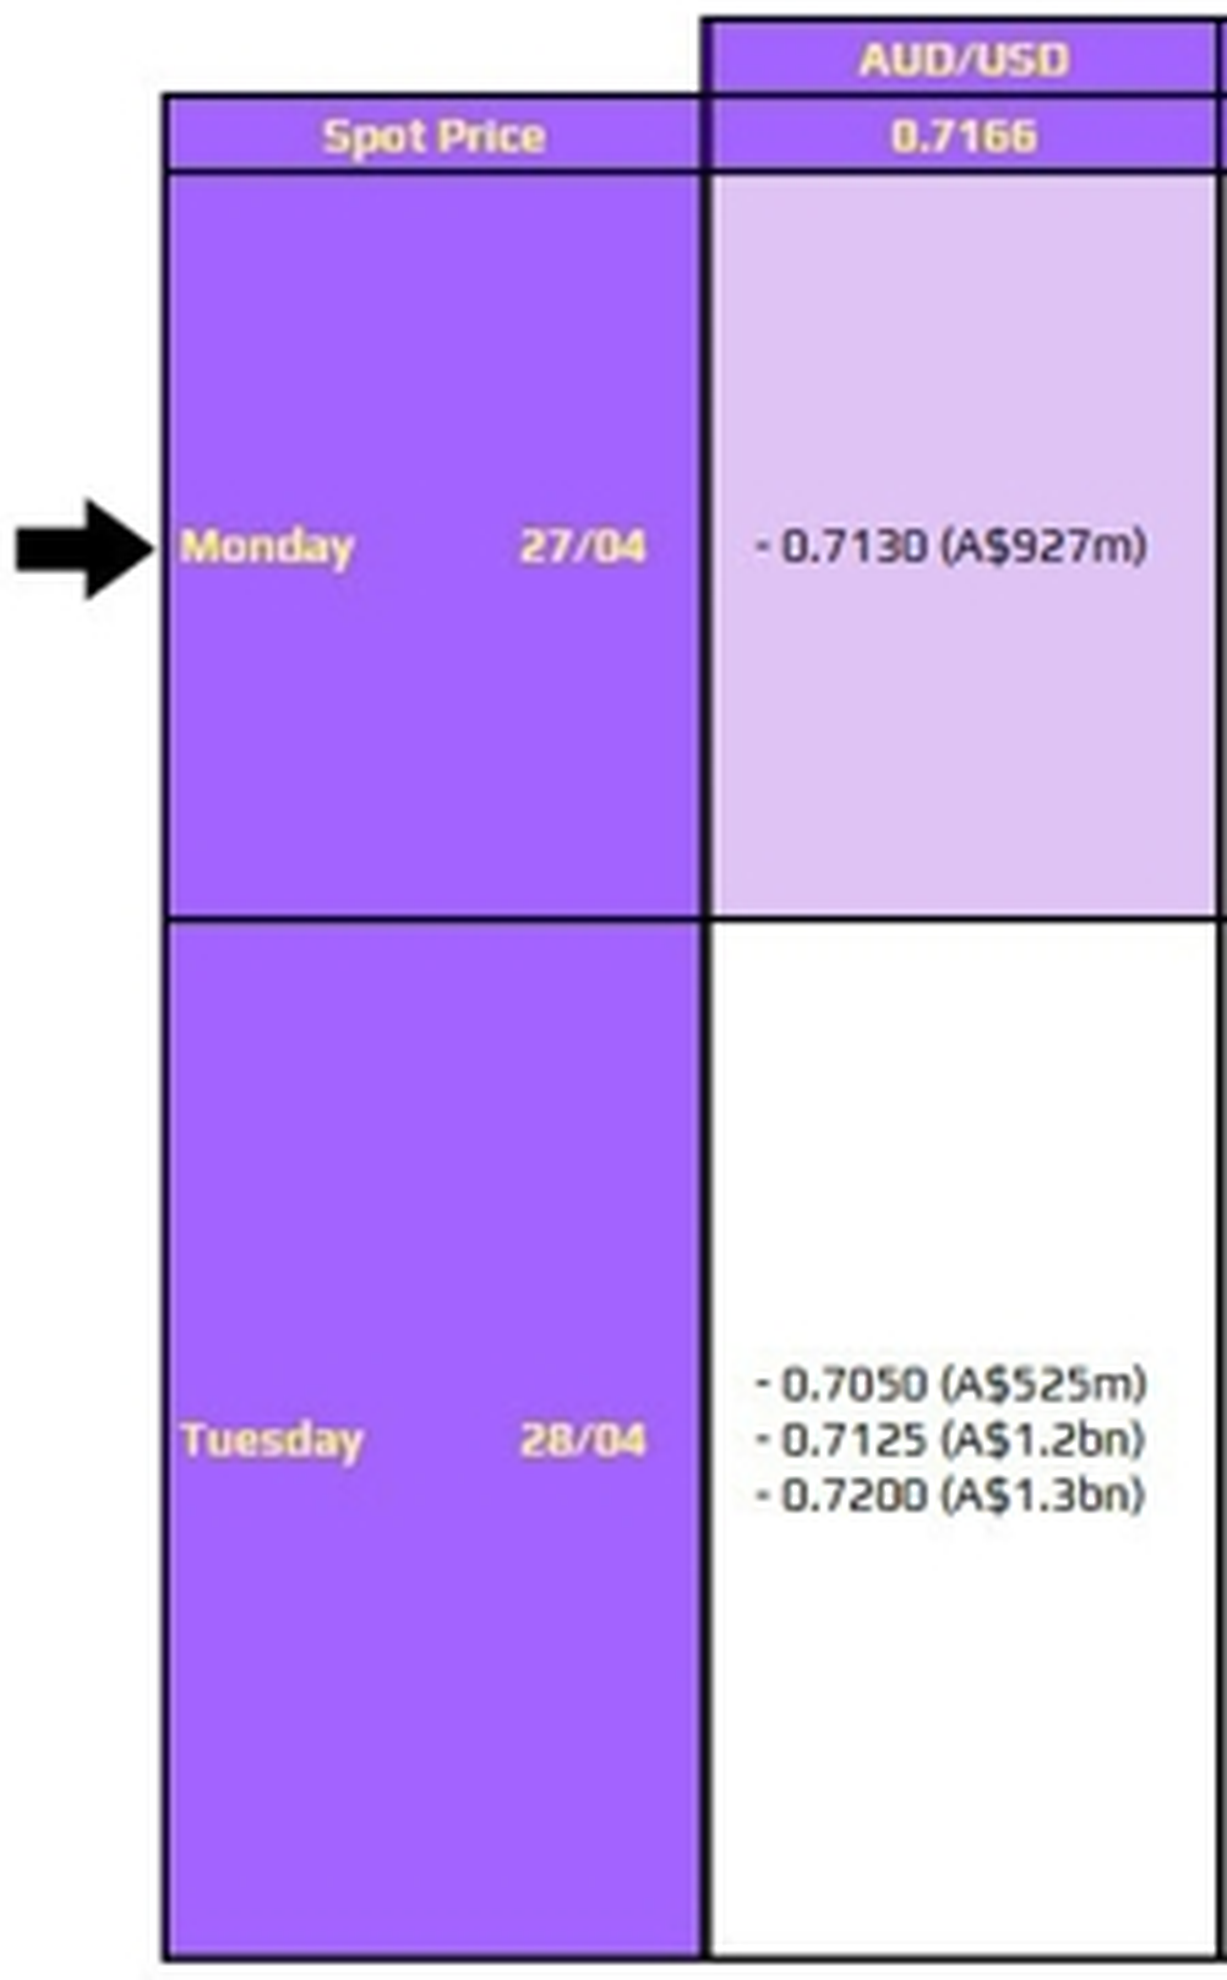 AUD/USD
Spot Price 0.7166
Monday 27/04 - 0.7130 (A$927m)
- 0.7050 (A$525m)
Tuesday 28/04 - 0.7125 (A$1.2bn)
- 0.7200 (A$1.3bn)